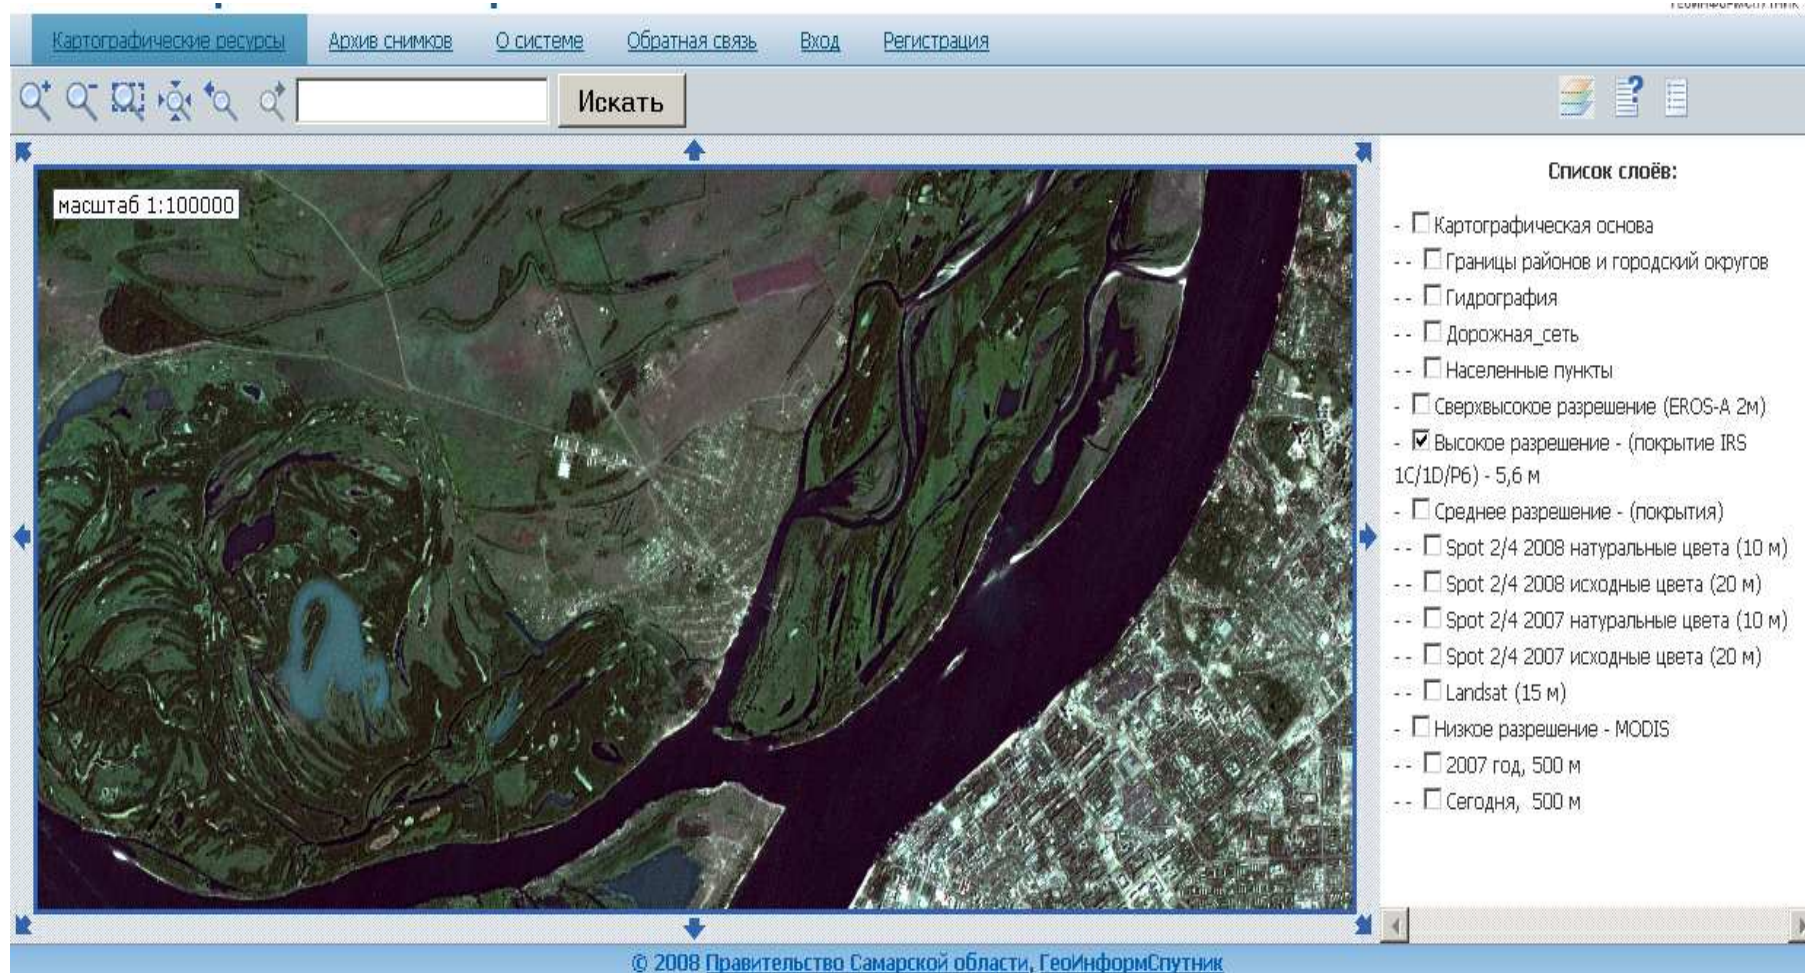 Картографические ресурсы Архив снимков О системе Обратная связь Вход Регистрация
Искать
масштаб 1:100000
Список слоёв:
- Картографическая основа
- - Границы районов и городский округов
- - Гидрография
- - Дорожная_сеть
- - Населенные пункты
- Сверхвысокое разрешение (EROS-A 2м)
- Высокое разрешение - (покрытие IRS
1C/1D/P6) - 5,6 м
- Среднее разрешение - (покрытия)
- - Spot 2/4 2008 натуральные цвета (10 м)
- - Spot 2/4 2008 исходные цвета (20 м)
- - Spot 2/4 2007 натуральные цвета (10 м)
- - Spot 2/4 2007 исходные цвета (20 м)
- - Landsat (15 м)
- Низкое разрешение - MODIS
- - 2007 год, 500 м
- - Сегодня, 500 м
© 2008 Правительство Самарской области, ГеоИнформСпутник